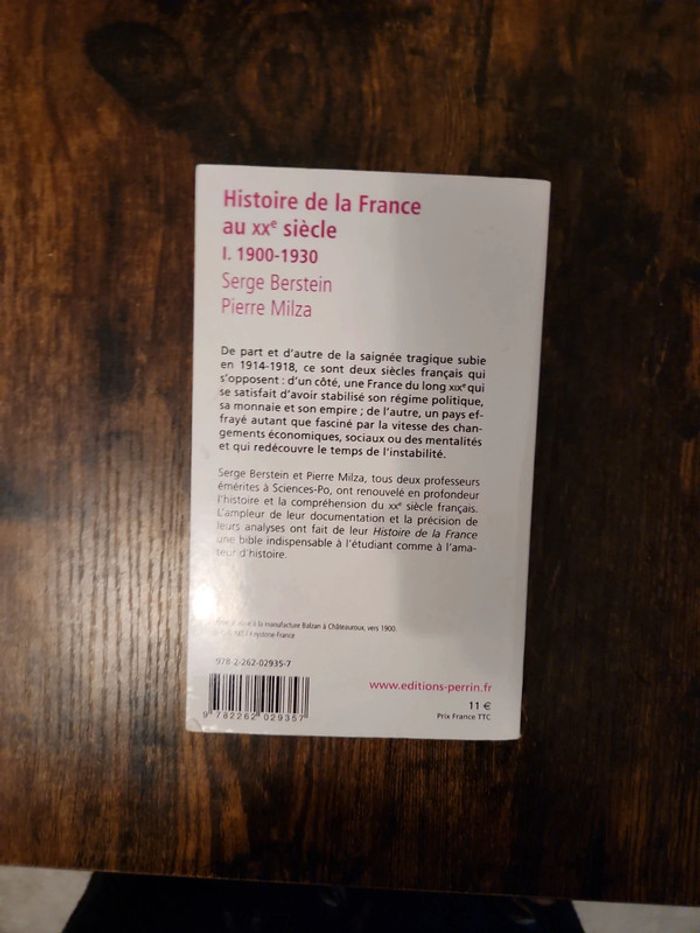 Histoire de la France
au XXe siècle
I. 1900-1930
Serge Berstein
Pierre Milza
De part et d'autre de la saignée tragique subie
en 1914-1918, ce sont deux siècles français qui
s'opposent : d'un côté, une France du long XIXe qui
se satisfait d'avoir stabilisé son régime politique,
sa monnaie et son empire ; de l'autre, un pays ef-
frayé autant que fasciné par la vitesse des chan-
gements économiques, sociaux ou des mentalités
et qui redécouvre le temps de l'instabilité.
Serge Berstein et Pierre Milza, tous deux professeurs
émérites à Sciences-Po, ont renouvelé en profondeur
l'histoire et la compréhension du XXe siècle français.
L'ampleur de leur documentation et la précision de
leurs analyses ont fait de leur Histoire de la France
une bible indispensable à l'étudiant comme à l'ama-
teur d'histoire.
à la manufacture Balzan à Châteauroux, vers 1900.
/ Keystone-France
978-2-262-02935-7
www.editions-perrin.fr
9 782262 029357
11 €
Prix France TTC